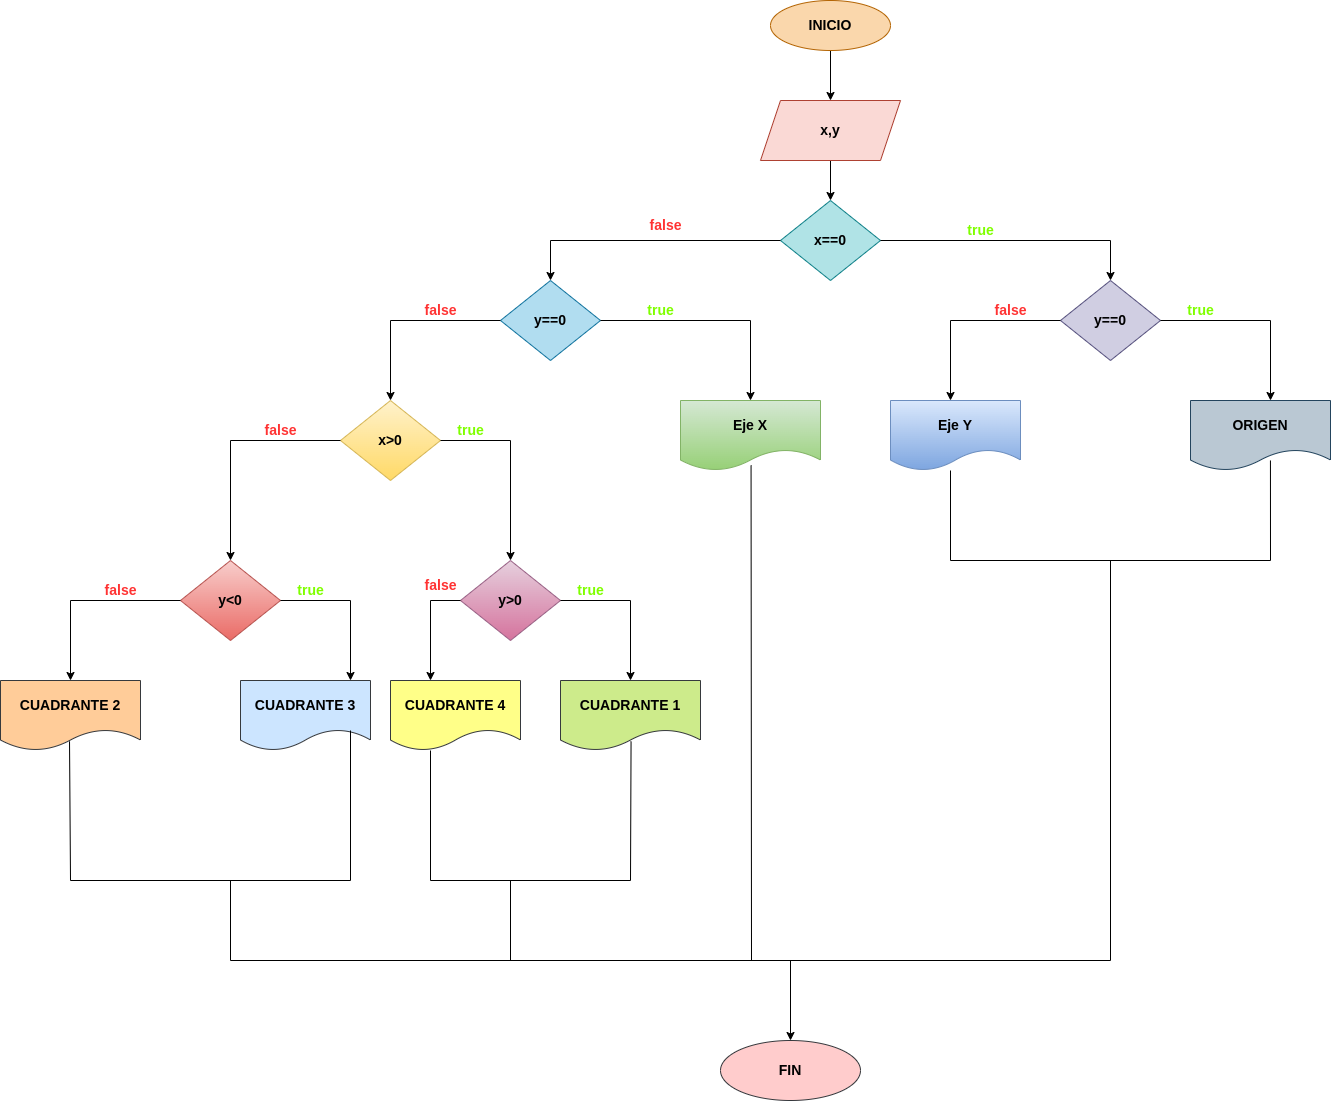 INICIO
x,y
x==0
false
true
y==0
false
true
y==0
false
true
x>0
false
true
Eje X
Eje Y
ORIGEN
y<0
false
true
y>0
false
true
CUADRANTE 2
CUADRANTE 3
CUADRANTE 4
CUADRANTE 1
FIN